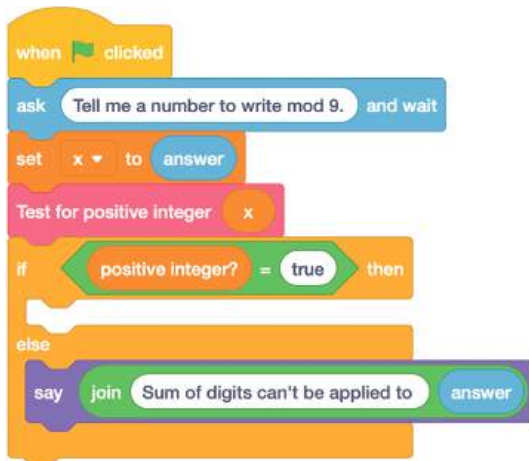 when clicked
ask Tell me a number to write mod 9. and wait
set x to answer
Test for positive integer x
if positive integer? = true then
else
say join Sum of digits can't be applied to answer